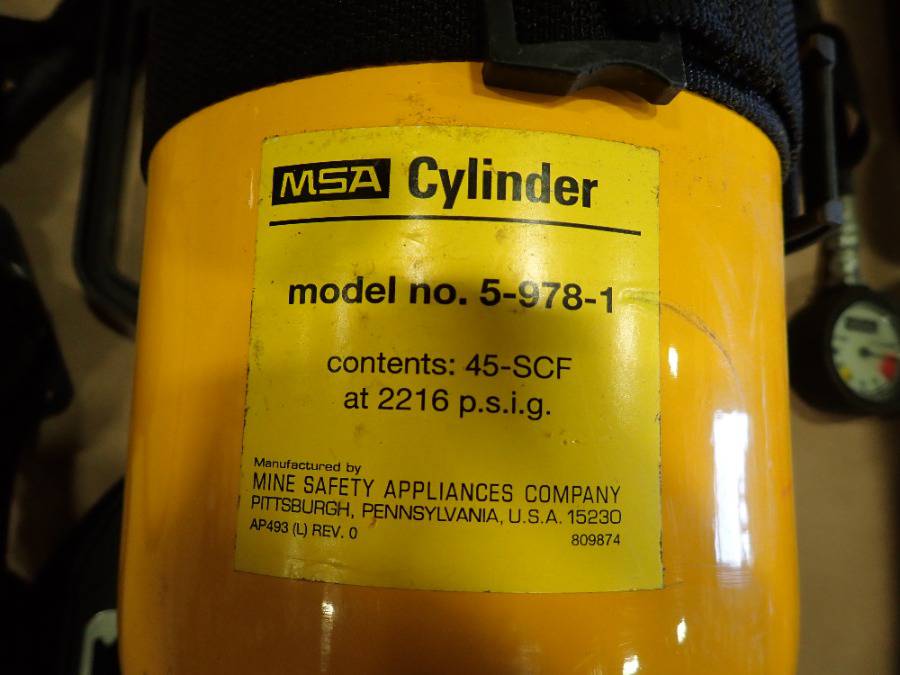 MSA Cylinder
model no. 5-978-1
contents: 45-SCF
at 2216 p.s.i.g.
Manufactured by
MINE SAFETY APPLIANCES COMPANY
PITTSBURGH, PENNSYLVANIA, U.S.A. 15230
AP493 (L) REV. 0 809874